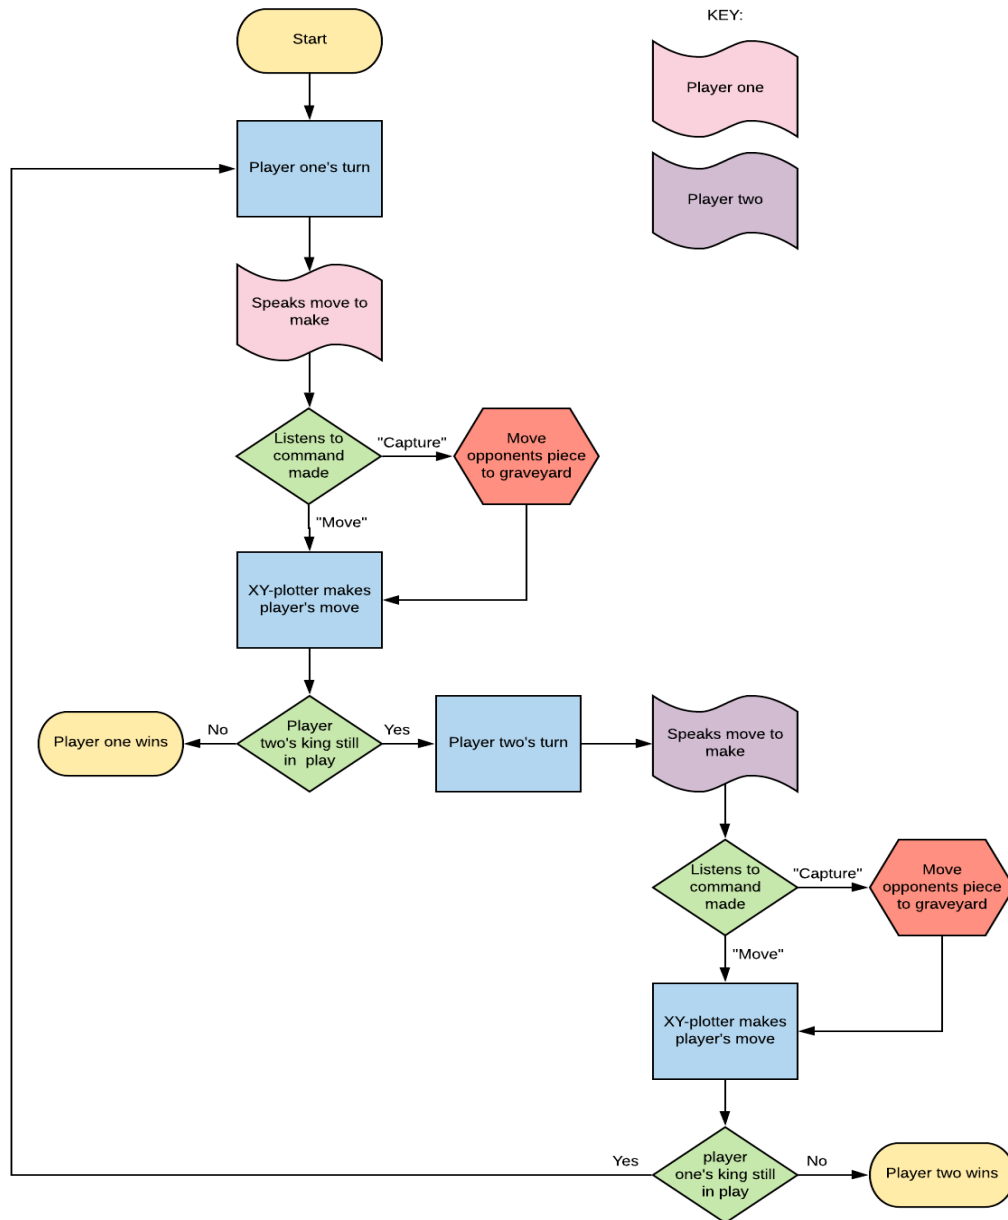 Start
KEY:
Player one
Player one's turn
Player two
Speaks move to
make
Listens to
command
made
"Capture"
Move
opponents piece
to graveyard
"Move"
XY-plotter makes
player's move
Player one wins
No
Player
two's king still
in play
Yes
Player two's turn
Speaks move to
make
Listens to
command
made
"Capture"
Move
opponents piece
to graveyard
"Move"
XY-plotter makes
player's move
Yes
player
one's king still
in play
No
Player two wins